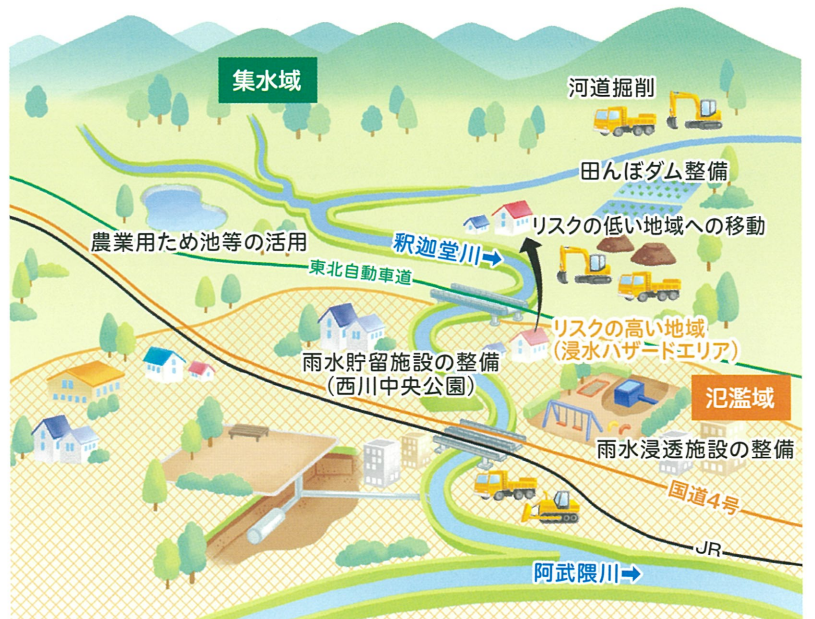 集水域
河道掘削
田んぼダム整備
リスクの低い地域への移動
農業用ため池等の活用
釈迦堂川→
東北自動車道
リスクの高い地域
（浸水ハザードエリア）
雨水貯留施設の整備
（西川中央公園）
氾濫域
雨水浸透施設の整備
国道4号
JR
阿武隈川→